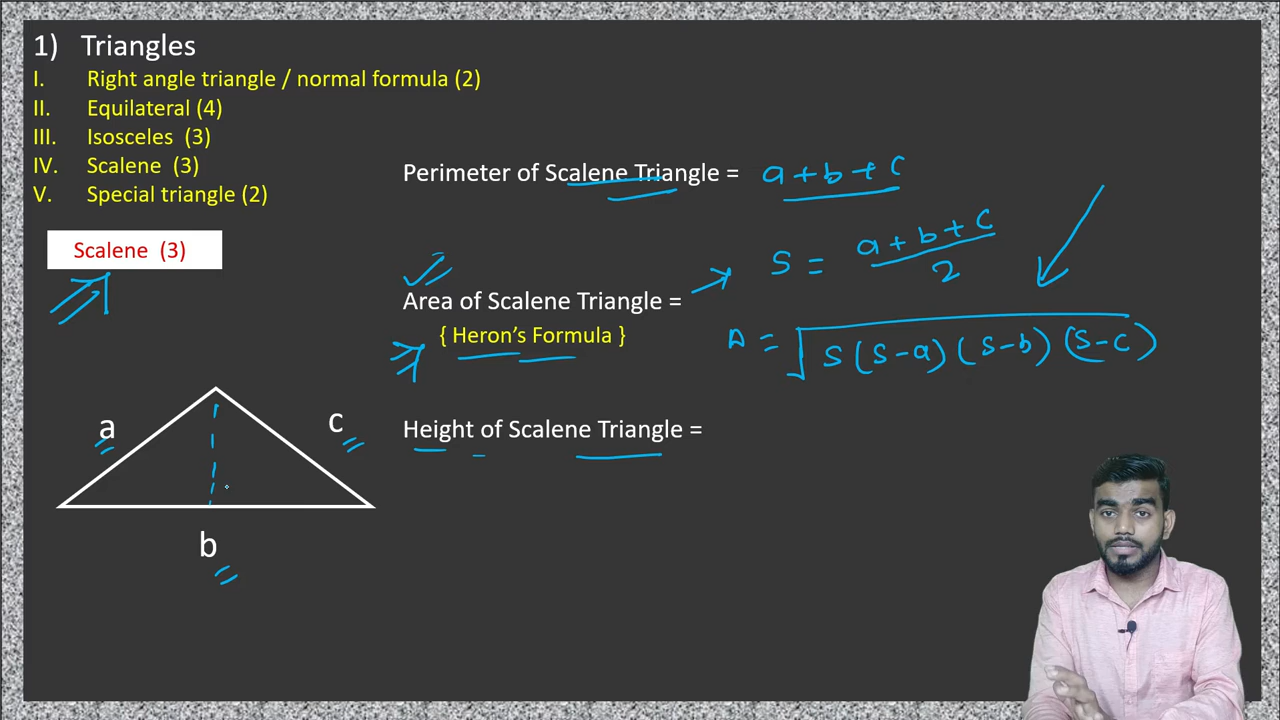 1) Triangles
I. Right angle triangle / normal formula (2)
II. Equilateral (4)
III. Isosceles (3)
IV. Scalene (3)
V. Special triangle (2)
Scalene (3)
Perimeter of Scalene Triangle = a + b + c
S = a + b + c
2
Area of Scalene Triangle =
{ Heron's Formula }
A = √S(S-a)(S-b)(S-c)
Height of Scalene Triangle =
a
c
b